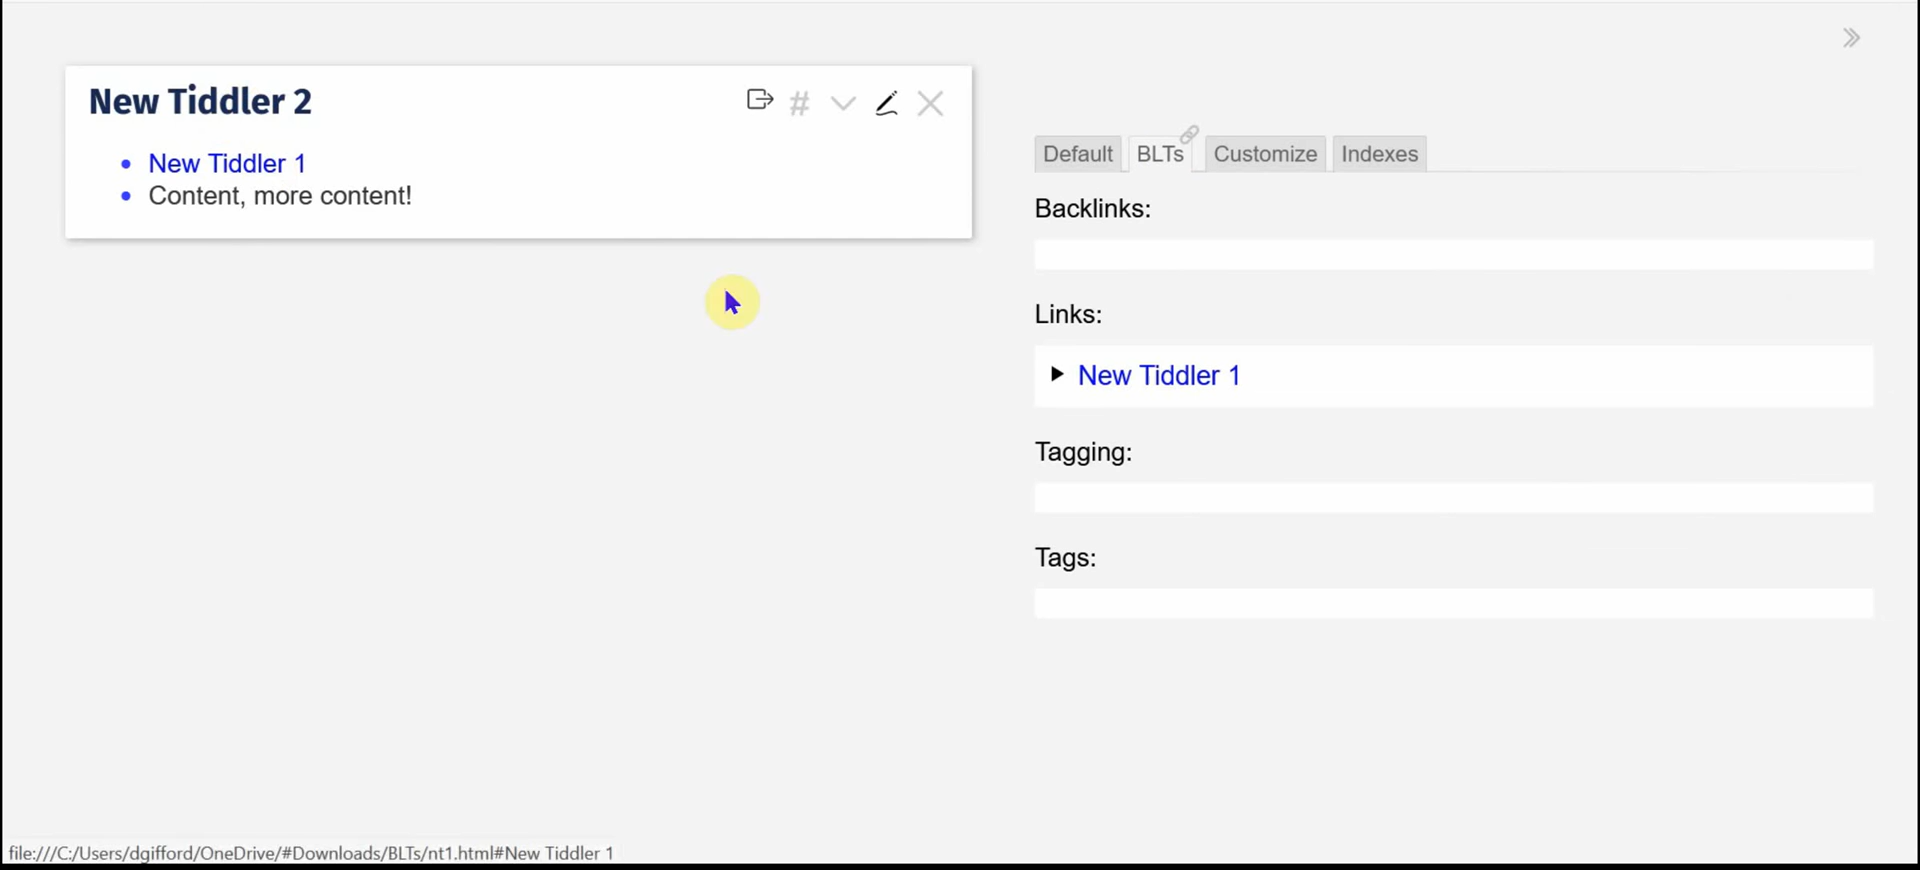 New Tiddler 2
New Tiddler 1
Content, more content!
Default BLTs Customize Indexes
Backlinks:
Links:
New Tiddler 1
Tagging:
Tags:
file:///C:/Users/dgifford/OneDrive/#Downloads/BLTs/nt1.html#New Tiddler 1